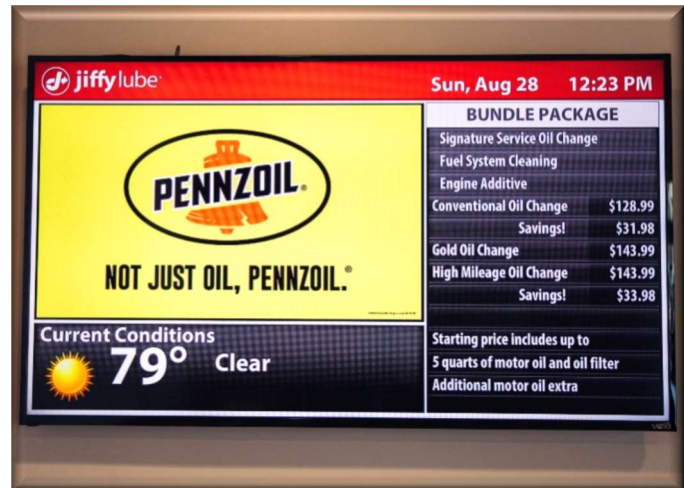 jiffylube
Sun, Aug 28 12:23 PM
PENNZOIL®
NOT JUST OIL, PENNZOIL.®
Current Conditions
79° Clear
BUNDLE PACKAGE
Signature Service Oil Change
Fuel System Cleaning
Engine Additive
Conventional Oil Change $128.99
Savings! $31.98
Gold Oil Change $143.99
High Mileage Oil Change $143.99
Savings! $33.98
Starting price includes up to
5 quarts of motor oil and oil filter
Additional motor oil extra
VIZIO